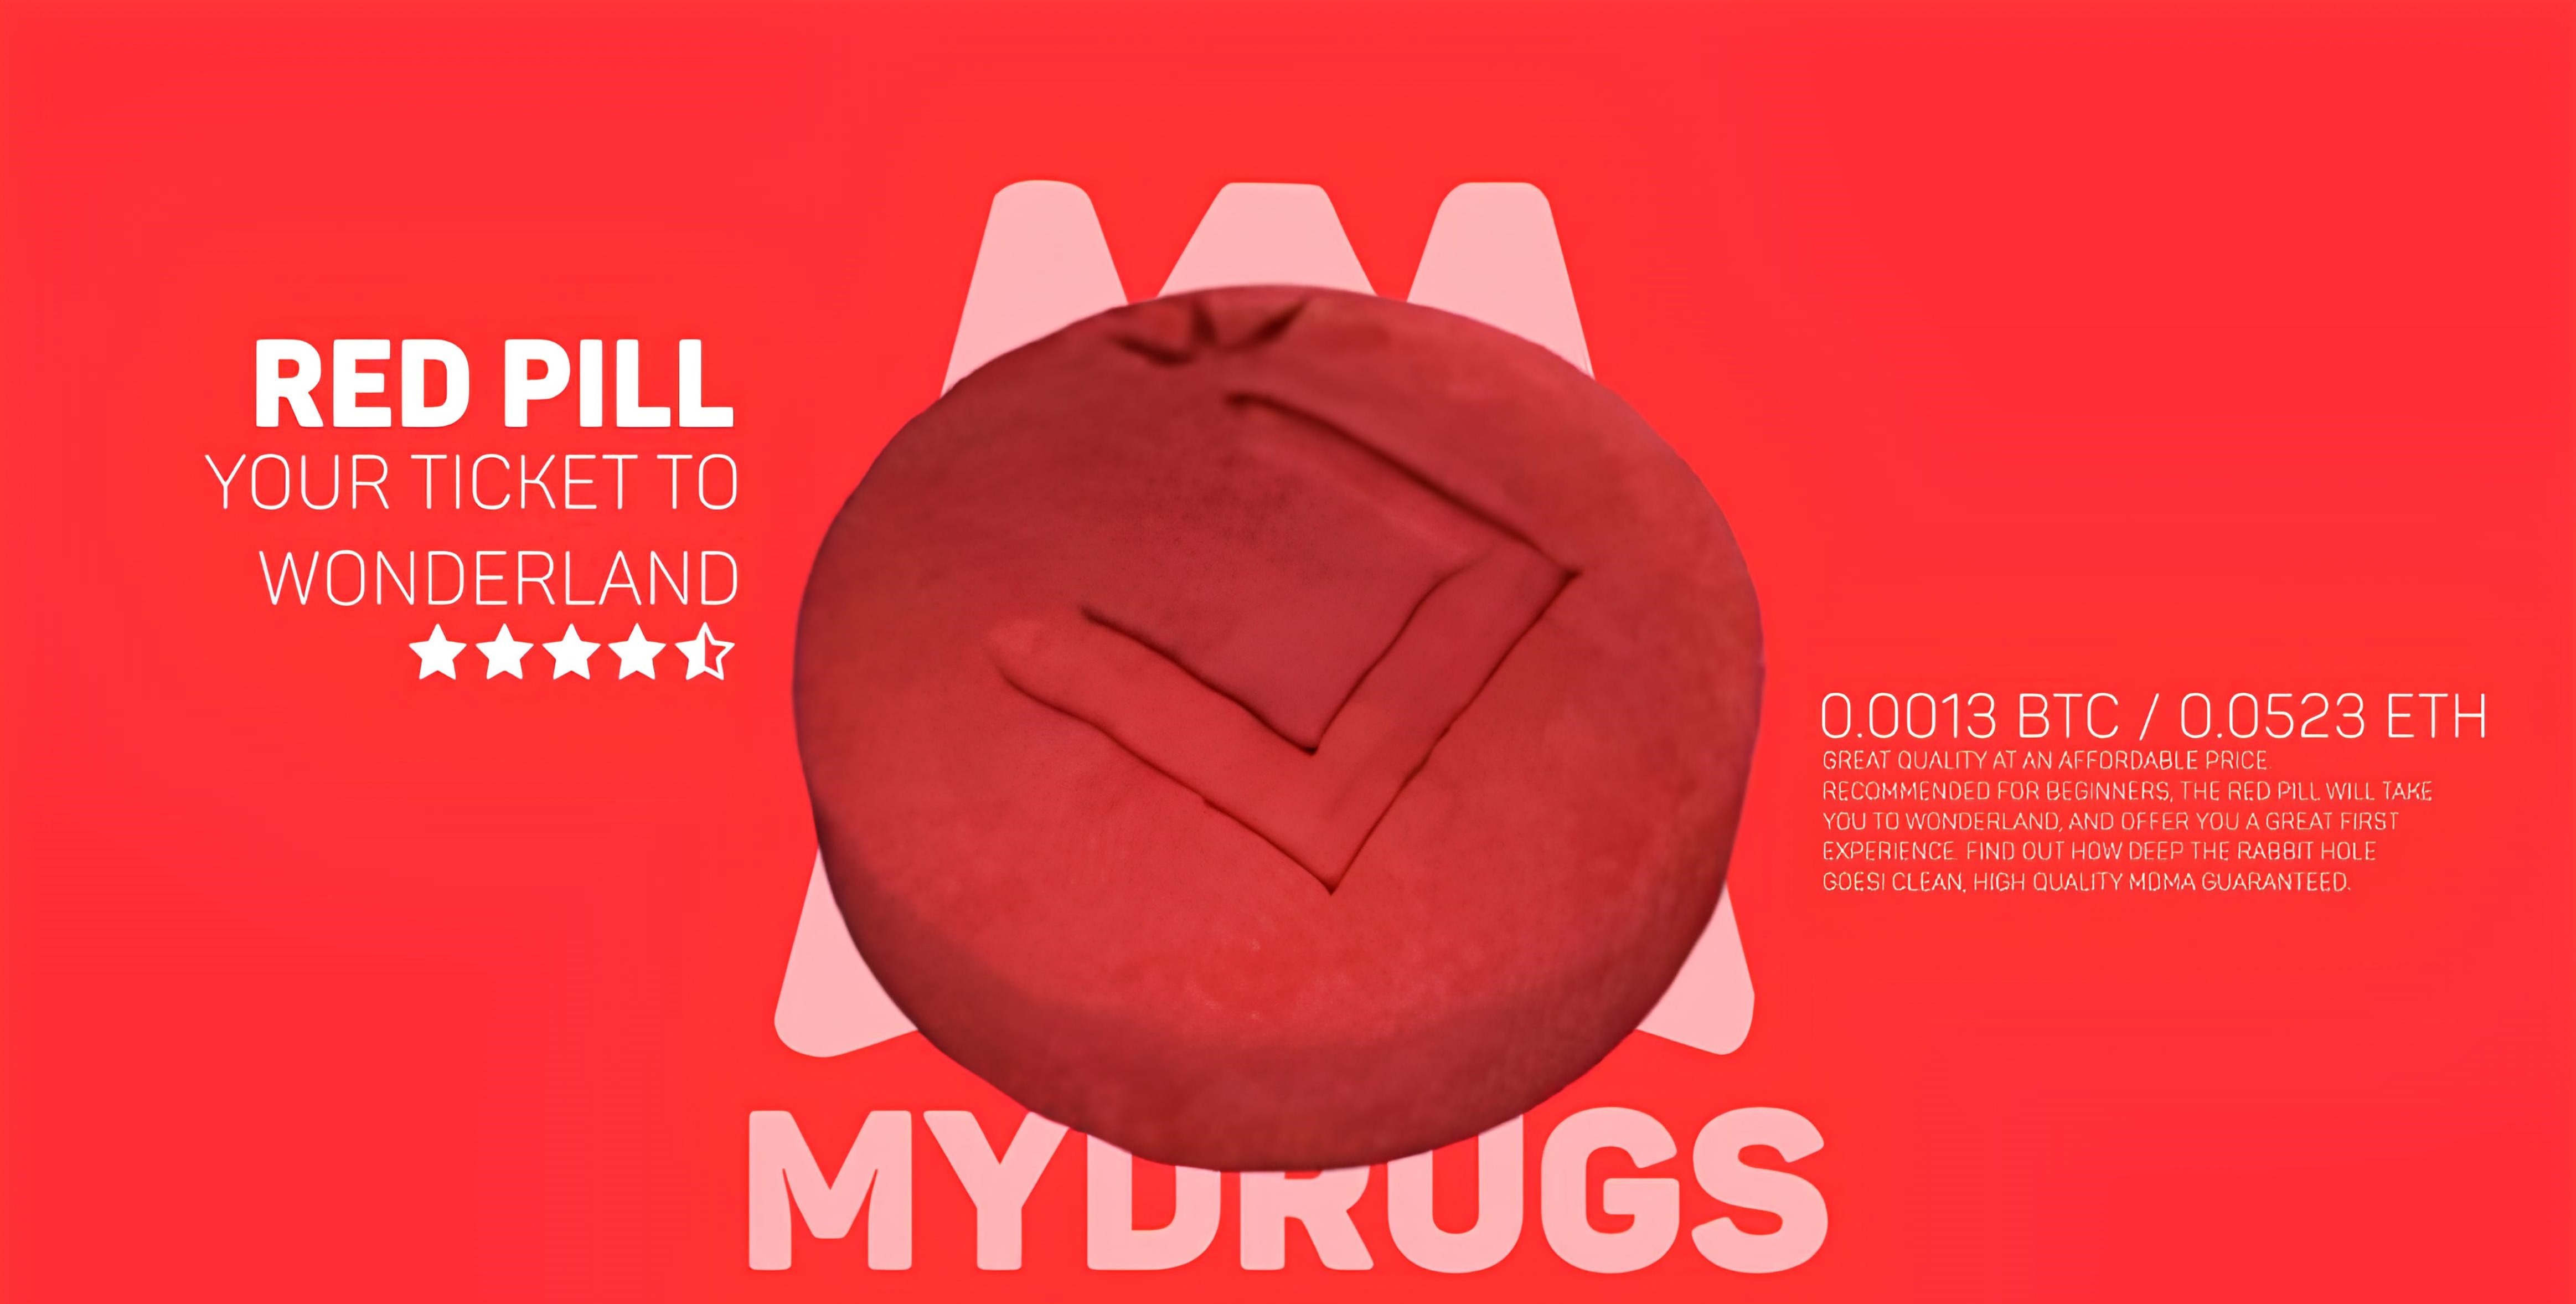 RED PILL
YOUR TICKET TO
WONDERLAND
0.0013 BTC / 0.0523 ETH
GREAT QUALITY AT AN AFFORDABLE PRICE.
RECOMMENDED FOR BEGINNERS, THE RED PILL WILL TAKE
YOU TO WONDERLAND, AND OFFER YOU A GREAT FIRST
EXPERIENCE. FIND OUT HOW DEEP THE RABBIT HOLE
GOES! CLEAN, HIGH QUALITY MDMA GUARANTEED.
MYDRUGS